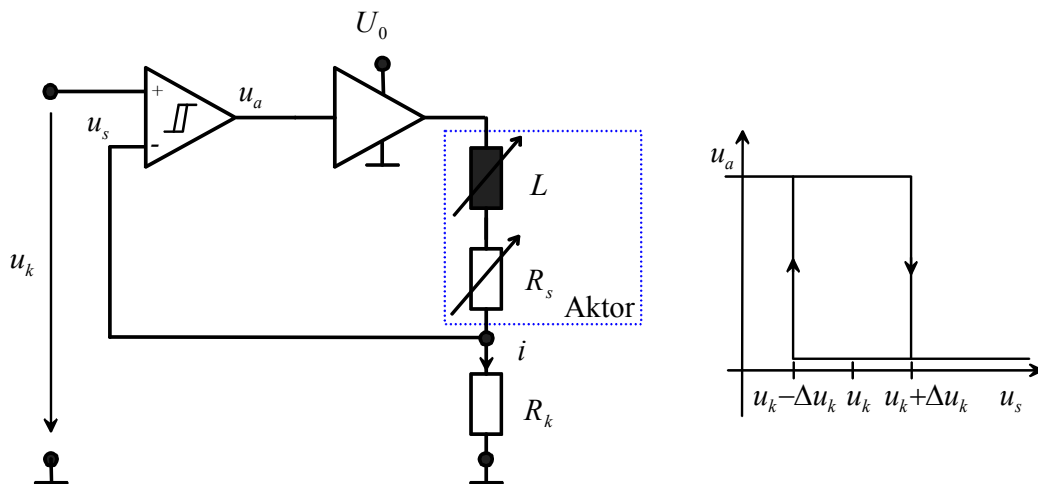 U₀
+
uₐ
uₛ
-
L
uₖ
Rₛ
Aktor
i
Rₖ
uₐ
uₖ−Δuₖ uₖ uₖ+Δuₖ uₛ